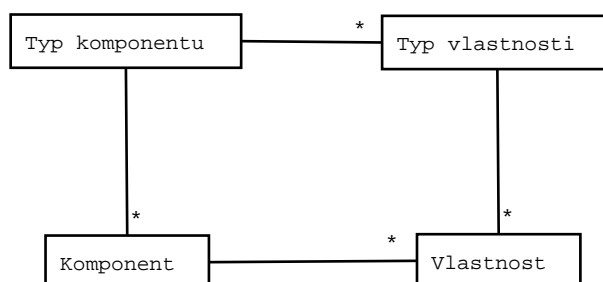 Typ komponentu
*
Typ vlastnosti
*
*
Komponent
*
Vlastnost